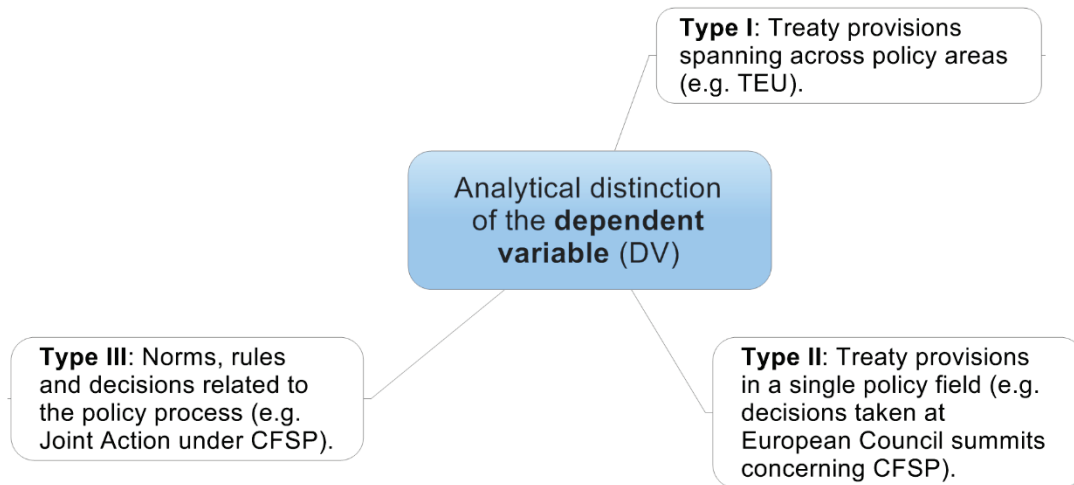 Type I: Treaty provisions
spanning across policy areas
(e.g. TEU).
Analytical distinction
of the dependent
variable (DV)
Type III: Norms, rules
and decisions related to
the policy process (e.g.
Joint Action under CFSP).
Type II: Treaty provisions
in a single policy field (e.g.
decisions taken at
European Council summits
concerning CFSP).